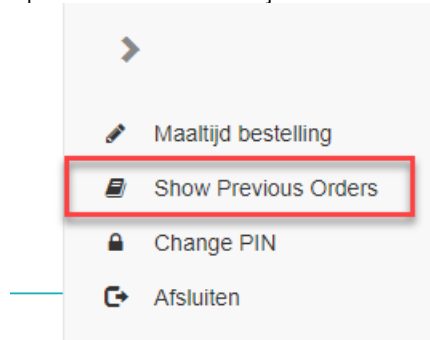 Maaltijd bestelling
Show Previous Orders
Change PIN
Afsluiten